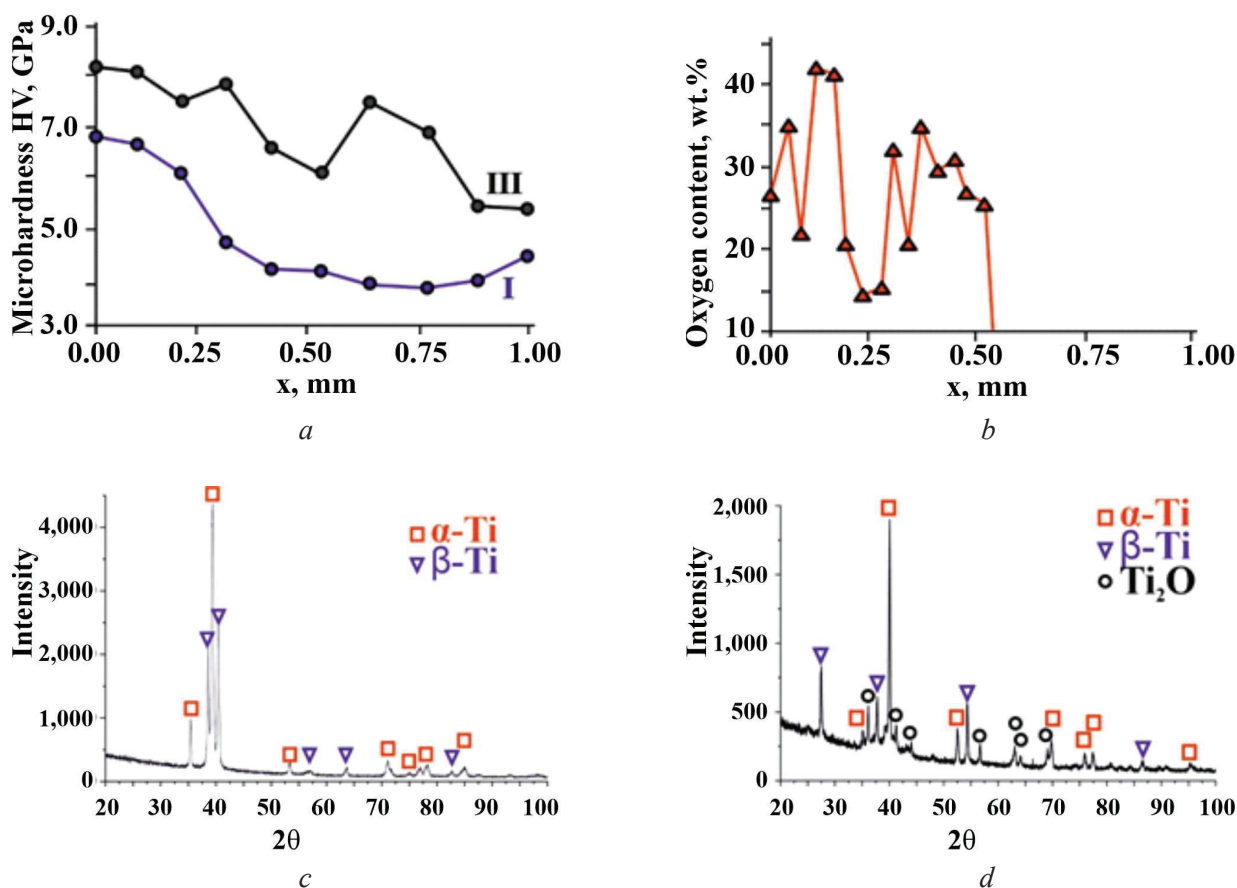 9.0
7.0
5.0
3.0
Microhardness HV, GPa
III
I
0.00 0.25 0.50 0.75 1.00
x, mm
a
40
30
20
10
Oxygen content, wt.%
0.00 0.25 0.50 0.75 1.00
x, mm
b
4,000
3,000
2,000
1,000
0
Intensity
α-Ti
β-Ti
20 30 40 50 60 70 80 90 100
2θ
c
2,000
1,500
1,000
500
0
Intensity
α-Ti
β-Ti
Ti₂O
20 30 40 50 60 70 80 90 100
2θ
d